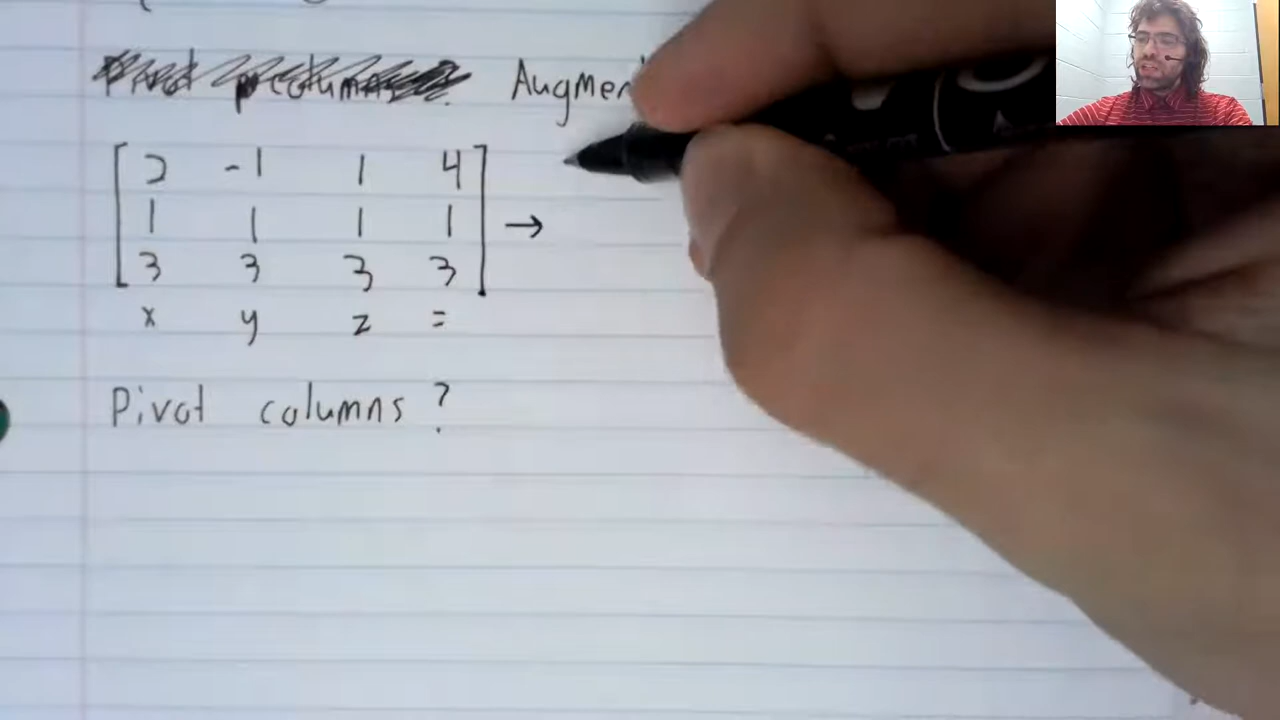 Augmen
2 -1 1 4
1 1 1 1 →
3 3 3 3
x y z =
Pivot columns?